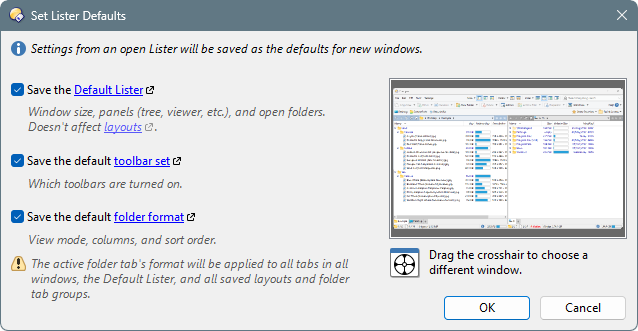 Set Lister Defaults
Settings from an open Lister will be saved as the defaults for new windows.
Save the Default Lister
Window size, panels (tree, viewer, etc.), and open folders.
Doesn't affect layouts.
Save the default toolbar set
Which toolbars are turned on.
Save the default folder format
View mode, columns, and sort order.
The active folder tab's format will be applied to all tabs in all
windows, the Default Lister, and all saved layouts and folder
tab groups.
Drag the crosshair to choose a
different window.
OK
Cancel